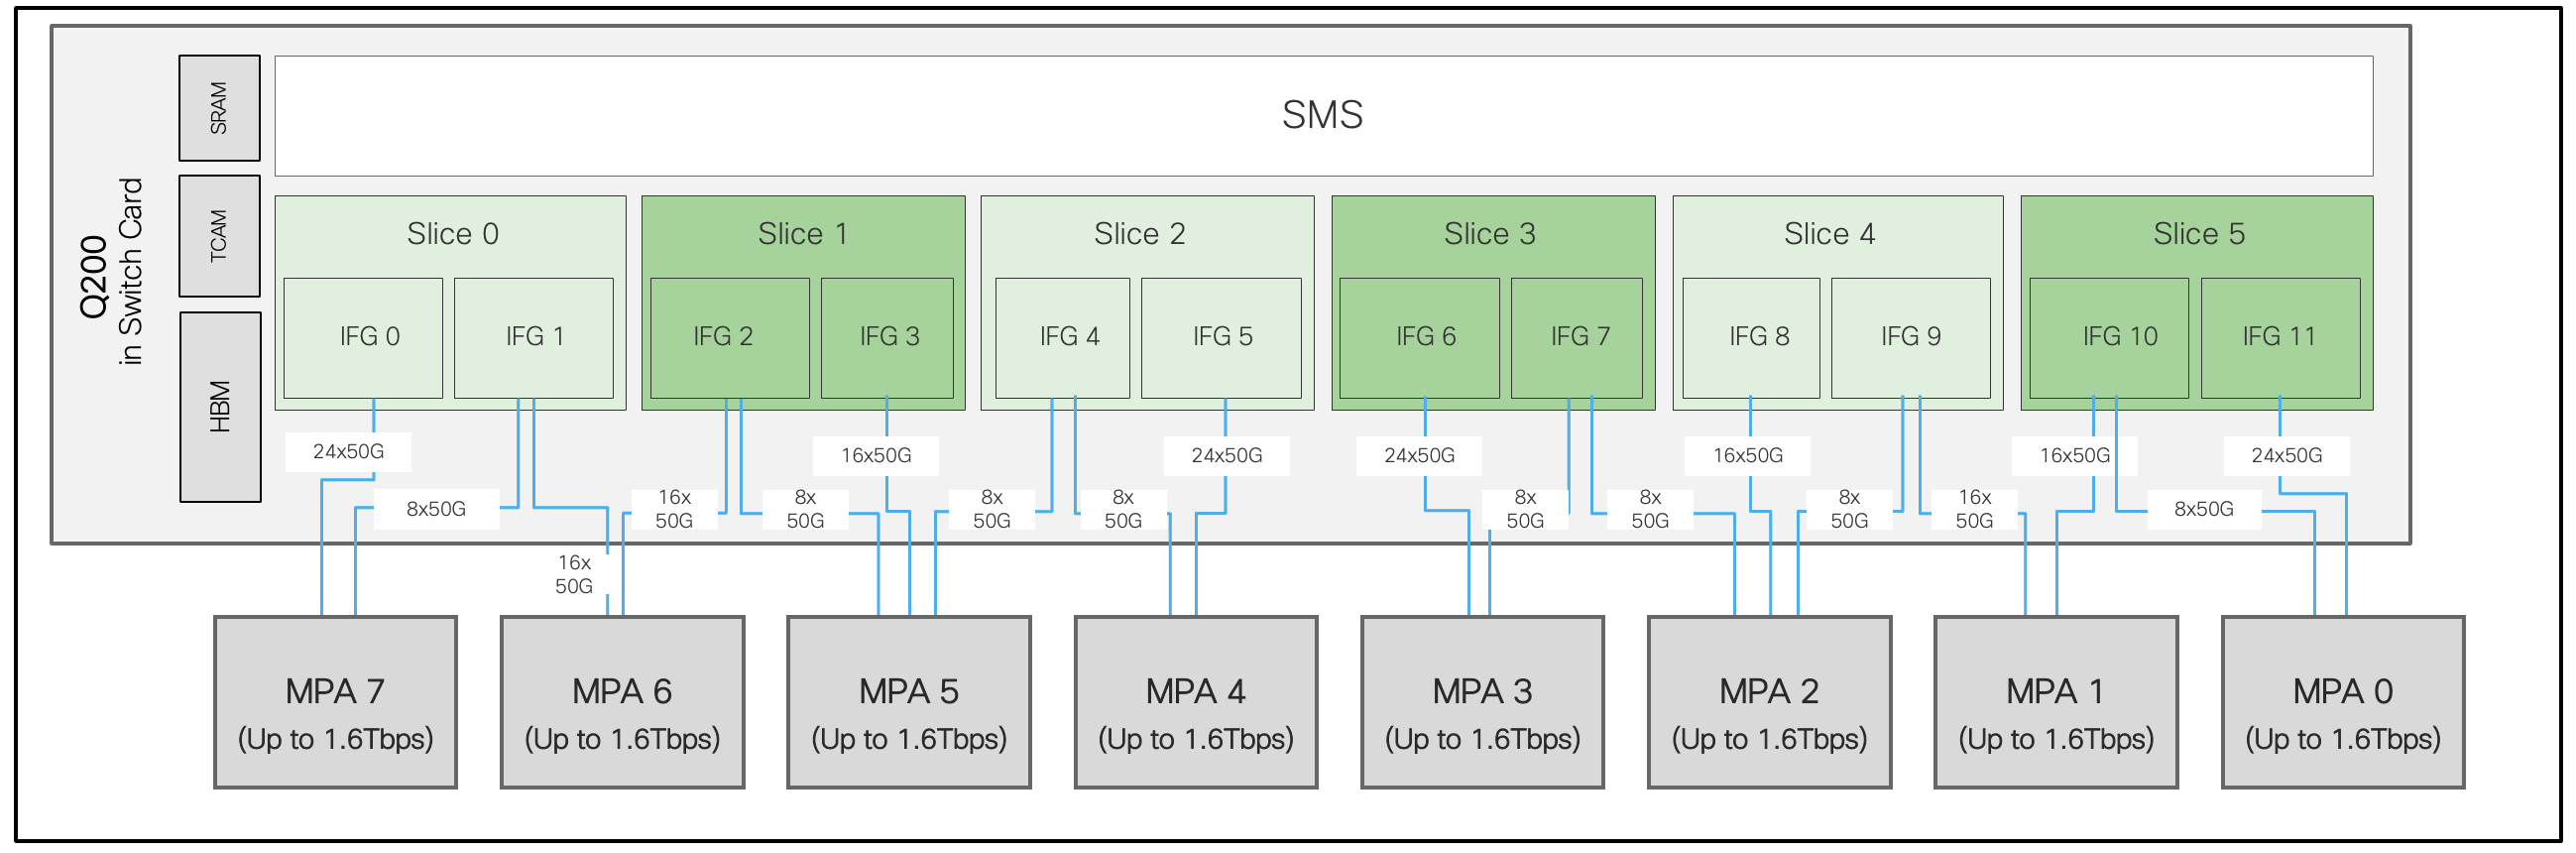 Q200
in Switch Card
SRAM
TCAM
HBM
SMS
Slice 0
Slice 1
Slice 2
Slice 3
Slice 4
Slice 5
IFG 0
IFG 1
IFG 2
IFG 3
IFG 4
IFG 5
IFG 6
IFG 7
IFG 8
IFG 9
IFG 10
IFG 11
24x50G
16x50G
24x50G
24x50G
16x50G
16x50G
24x50G
8x50G
16x
50G
8x
50G
8x
50G
8x
50G
8x
50G
8x
50G
8x
50G
16x
50G
8x50G
16x
50G
MPA 7
(Up to 1.6Tbps)
MPA 6
(Up to 1.6Tbps)
MPA 5
(Up to 1.6Tbps)
MPA 4
(Up to 1.6Tbps)
MPA 3
(Up to 1.6Tbps)
MPA 2
(Up to 1.6Tbps)
MPA 1
(Up to 1.6Tbps)
MPA 0
(Up to 1.6Tbps)